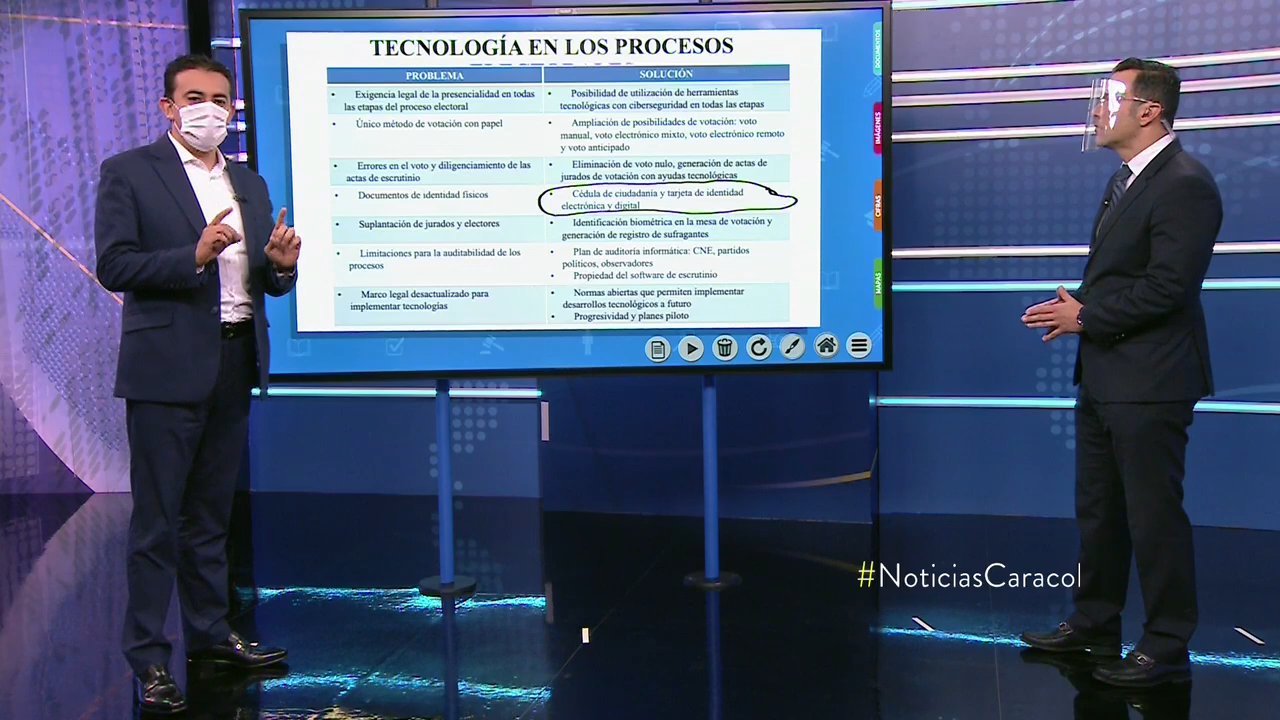 TECNOLOGÍA EN LOS PROCESOS
PROBLEMA
SOLUCIÓN
• Exigencia legal de la presencialidad en todas
las etapas del proceso electoral
• Posibilidad de utilización de herramientas
tecnológicas con ciberseguridad en todas las etapas
• Único método de votación con papel
• Ampliación de posibilidades de votación: voto
manual, voto electrónico mixto, voto electrónico remoto
y voto anticipado
• Errores en el voto y diligenciamiento de las
actas de escrutinio
• Eliminación de voto nulo, generación de actas de
jurados de votación con ayudas tecnológicas
• Documentos de identidad físicos
• Cédula de ciudadanía y tarjeta de identidad
electrónica y digital
• Suplantación de jurados y electores
• Identificación biométrica en la mesa de votación y
generación de registro de sufragantes
• Limitaciones para la auditabilidad de los
procesos
• Plan de auditoría informática: CNE, partidos
políticos, observadores
• Propiedad del software de escrutinio
• Marco legal desactualizado para
implementar tecnologías
• Normas abiertas que permiten implementar
desarrollos tecnológicos a futuro
• Progresividad y planes piloto
DOCUMENTOS
IMÁGENES
CIFRAS
MAPAS
#NoticiasCaracol